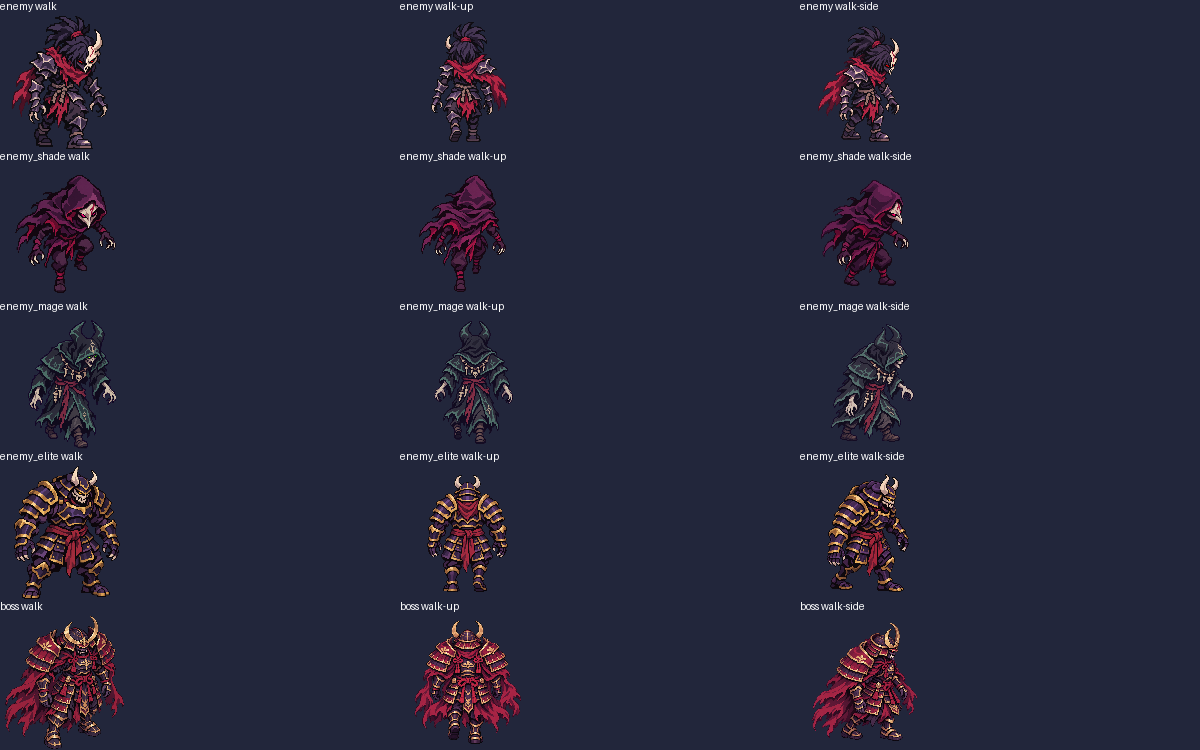 enemy walk
enemy walk-up
enemy walk-side
enemy_shade walk
enemy_shade walk-up
enemy_shade walk-side
enemy_mage walk
enemy_mage walk-up
enemy_mage walk-side
enemy_elite walk
enemy_elite walk-up
enemy_elite walk-side
boss walk
boss walk-up
boss walk-side